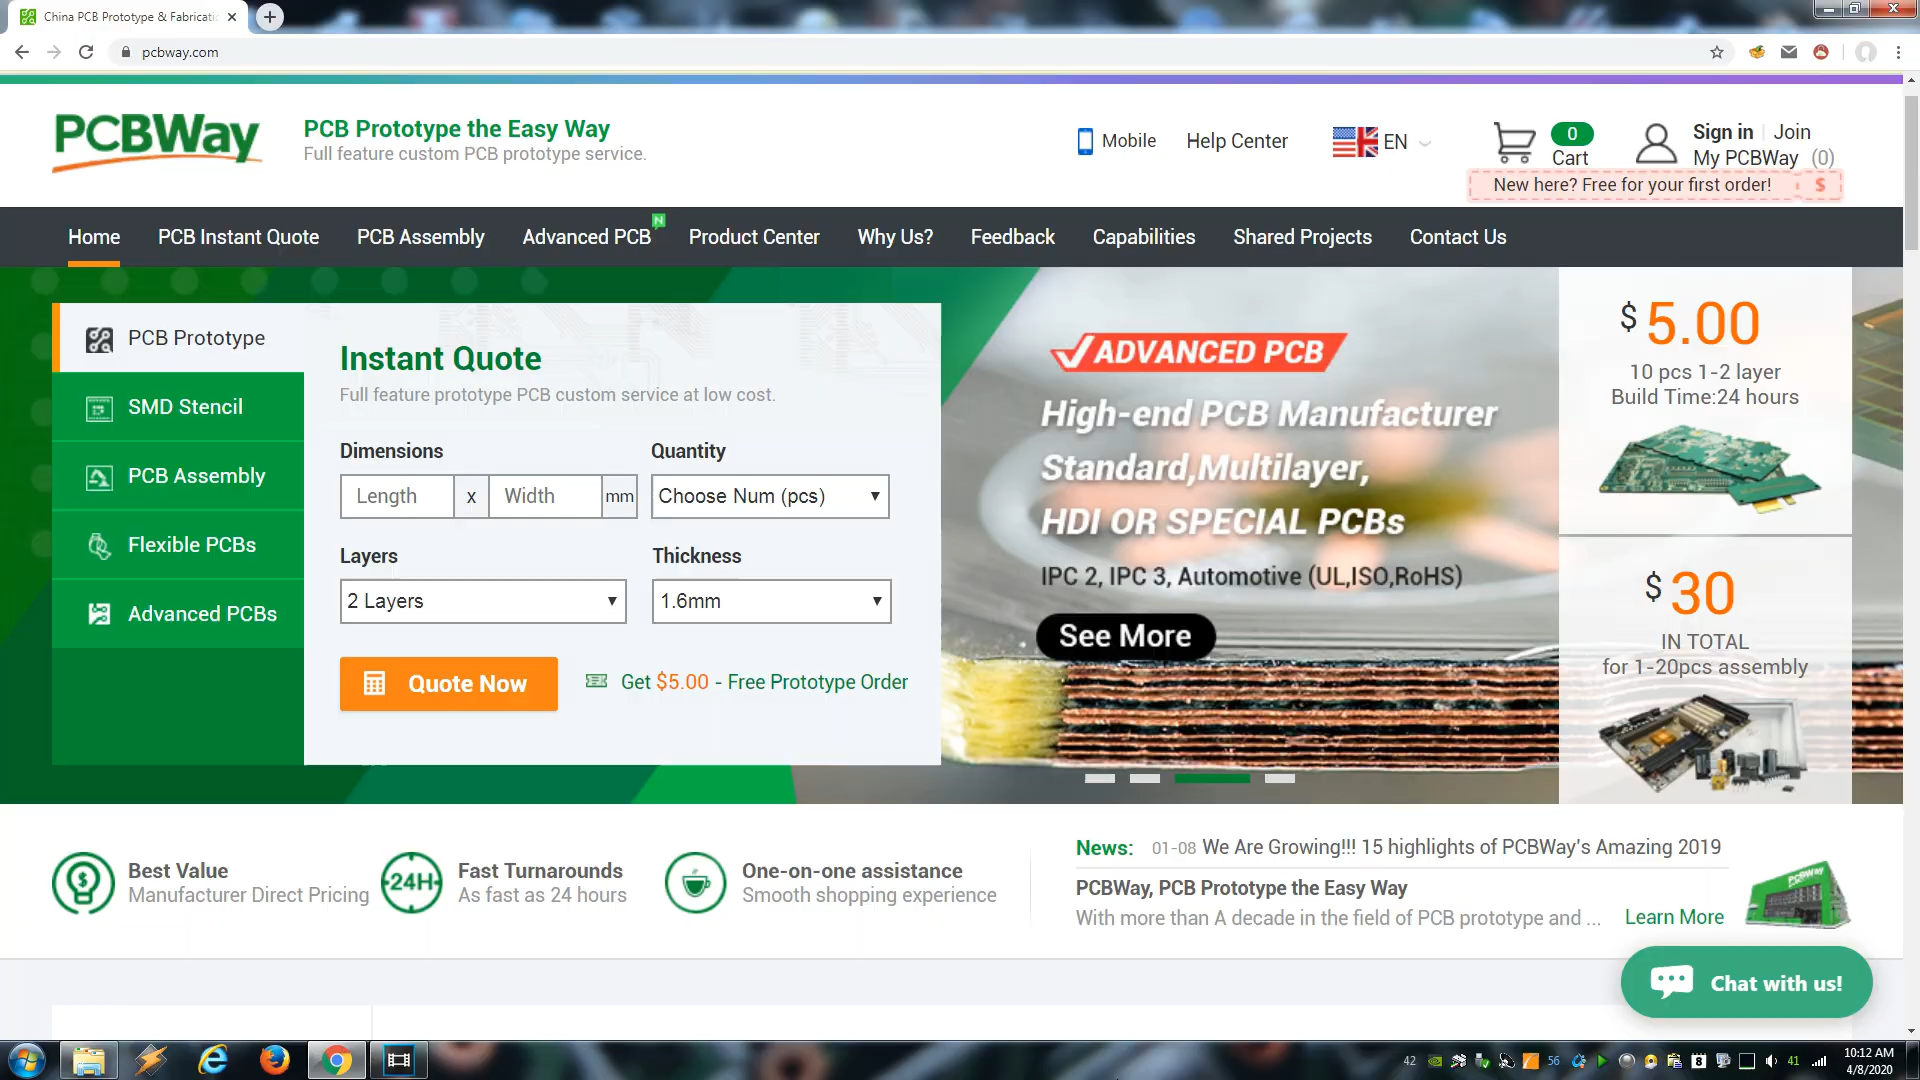 China PCB Prototype & Fabricati
pcbway.com
PCBWay
PCB Prototype the Easy Way
Full feature custom PCB prototype service.
Mobile
Help Center
EN
0
Cart
Sign in
Join
My PCBWay (0)
New here? Free for your first order! $
N
Home
PCB Instant Quote
PCB Assembly
Advanced PCB
Product Center
Why Us?
Feedback
Capabilities
Shared Projects
Contact Us
PCB Prototype
SMD Stencil
PCB Assembly
Flexible PCBs
Advanced PCBs
Instant Quote
Full feature prototype PCB custom service at low cost.
Dimensions
Quantity
Length x Width mm
Choose Num (pcs)
Layers
Thickness
2 Layers
1.6mm
Quote Now
Get $5.00 - Free Prototype Order
ADVANCED PCB
High-end PCB Manufacturer
Standard,Multilayer,
HDI OR SPECIAL PCBs
IPC 2, IPC 3, Automotive (UL,ISO,RoHS)
See More
$ 5.00
10 pcs 1-2 layer
Build Time:24 hours
$ 30
IN TOTAL
for 1-20pcs assembly
Best Value
Manufacturer Direct Pricing
24H
Fast Turnarounds
As fast as 24 hours
One-on-one assistance
Smooth shopping experience
News: 01-08 We Are Growing!!! 15 highlights of PCBWay's Amazing 2019
PCBWay, PCB Prototype the Easy Way
With more than A decade in the field of PCB prototype and ... Learn More
PCBWay
Chat with us!
42
56
8
41
10:12 AM
4/8/2020